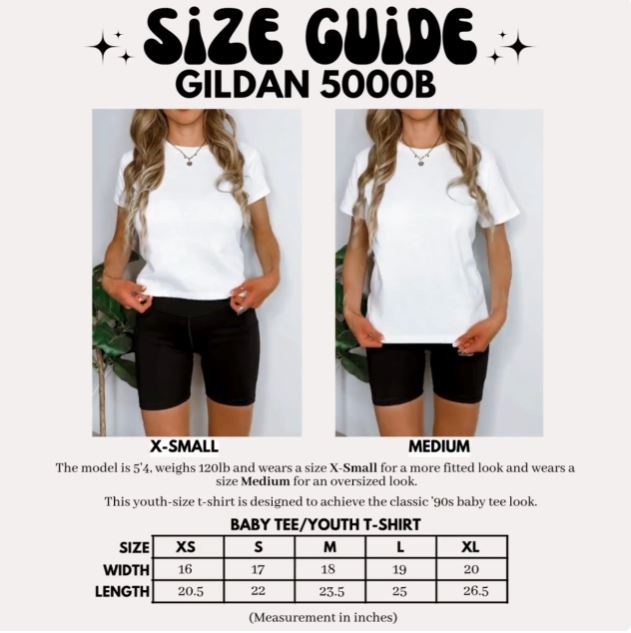 SiZE GUiDE
GILDAN 5000B
X-SMALL MEDIUM
The model is 5'4, weighs 120lb and wears a size X-Small for a more fitted look and wears a
size Medium for an oversized look.
This youth-size t-shirt is designed to achieve the classic '90s baby tee look.
BABY TEE/YOUTH T-SHIRT
SIZE XS S M L XL
WIDTH 16 17 18 19 20
LENGTH 20.5 22 23.5 25 26.5
(Measurement in inches)